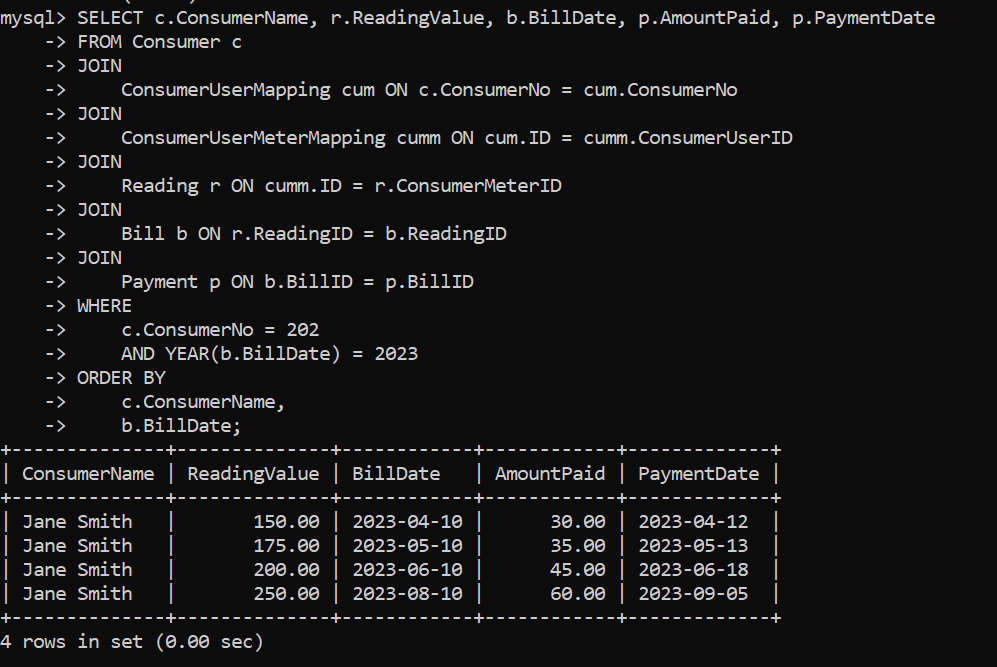 mysql> SELECT c.ConsumerName, r.ReadingValue, b.BillDate, p.AmountPaid, p.PaymentDate
    -> FROM Consumer c
    -> JOIN
    ->     ConsumerUserMapping cum ON c.ConsumerNo = cum.ConsumerNo
    -> JOIN
    ->     ConsumerUserMeterMapping cumm ON cum.ID = cumm.ConsumerUserID
    -> JOIN
    ->     Reading r ON cumm.ID = r.ConsumerMeterID
    -> JOIN
    ->     Bill b ON r.ReadingID = b.ReadingID
    -> JOIN
    ->     Payment p ON b.BillID = p.BillID
    -> WHERE
    ->     c.ConsumerNo = 202
    ->     AND YEAR(b.BillDate) = 2023
    -> ORDER BY
    ->     c.ConsumerName,
    ->     b.BillDate;
+--------------+--------------+------------+------------+-------------+
| ConsumerName | ReadingValue | BillDate   | AmountPaid | PaymentDate |
+--------------+--------------+------------+------------+-------------+
| Jane Smith   |       150.00 | 2023-04-10 |      30.00 | 2023-04-12  |
| Jane Smith   |       175.00 | 2023-05-10 |      35.00 | 2023-05-13  |
| Jane Smith   |       200.00 | 2023-06-10 |      45.00 | 2023-06-18  |
| Jane Smith   |       250.00 | 2023-08-10 |      60.00 | 2023-09-05  |
+--------------+--------------+------------+------------+-------------+
4 rows in set (0.00 sec)